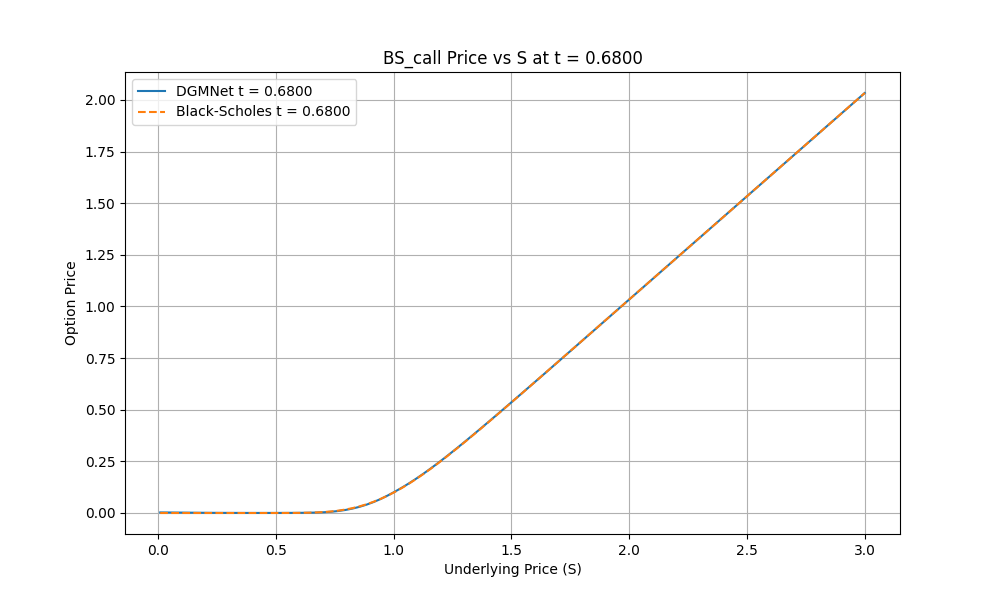 BS_call Price vs S at t = 0.6800
DGMNet t = 0.6800
Black-Scholes t = 0.6800
Option Price
2.00
1.75
1.50
1.25
1.00
0.75
0.50
0.25
0.00
0.0 0.5 1.0 1.5 2.0 2.5 3.0
Underlying Price (S)